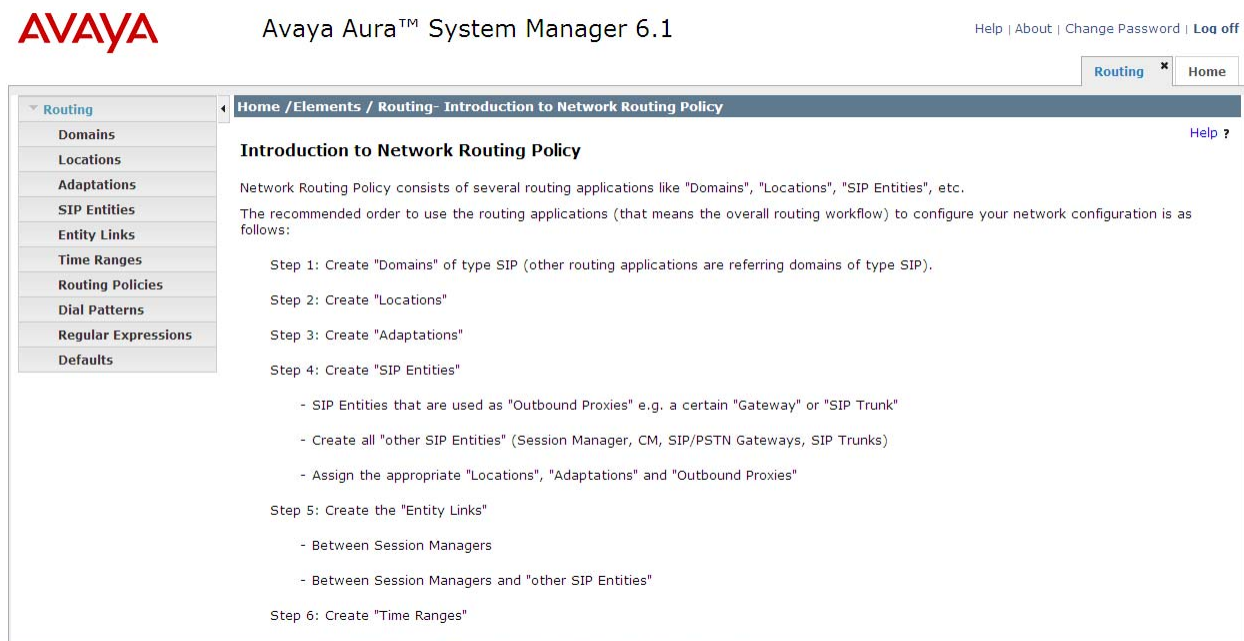 AVAYA
Avaya Aura™ System Manager 6.1
Help | About | Change Password | Log off
Routing × Home
Routing
Domains
Locations
Adaptations
SIP Entities
Entity Links
Time Ranges
Routing Policies
Dial Patterns
Regular Expressions
Defaults
Home /Elements / Routing- Introduction to Network Routing Policy
Help ?
Introduction to Network Routing Policy
Network Routing Policy consists of several routing applications like "Domains", "Locations", "SIP Entities", etc.
The recommended order to use the routing applications (that means the overall routing workflow) to configure your network configuration is as
follows:
Step 1: Create "Domains" of type SIP (other routing applications are referring domains of type SIP).
Step 2: Create "Locations"
Step 3: Create "Adaptations"
Step 4: Create "SIP Entities"
- SIP Entities that are used as "Outbound Proxies" e.g. a certain "Gateway" or "SIP Trunk"
- Create all "other SIP Entities" (Session Manager, CM, SIP/PSTN Gateways, SIP Trunks)
- Assign the appropriate "Locations", "Adaptations" and "Outbound Proxies"
Step 5: Create the "Entity Links"
- Between Session Managers
- Between Session Managers and "other SIP Entities"
Step 6: Create "Time Ranges"